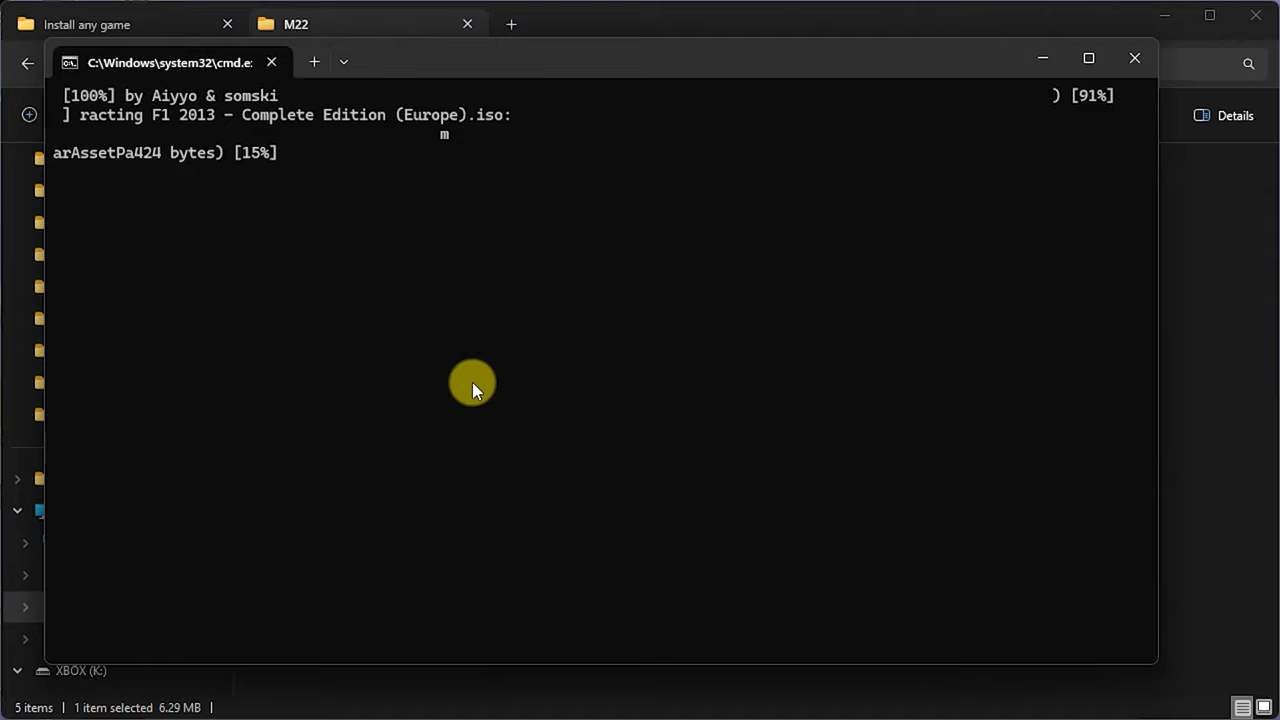 Install any game
M22
C:\Windows\system32\cmd.e:
[100%] by Aiyyo & somski ) [91%]
] racting F1 2013 - Complete Edition (Europe).iso:
m
arAssetPa424 bytes) [15%]
Details
XBOX (K:)
5 items 1 item selected 6.29 MB